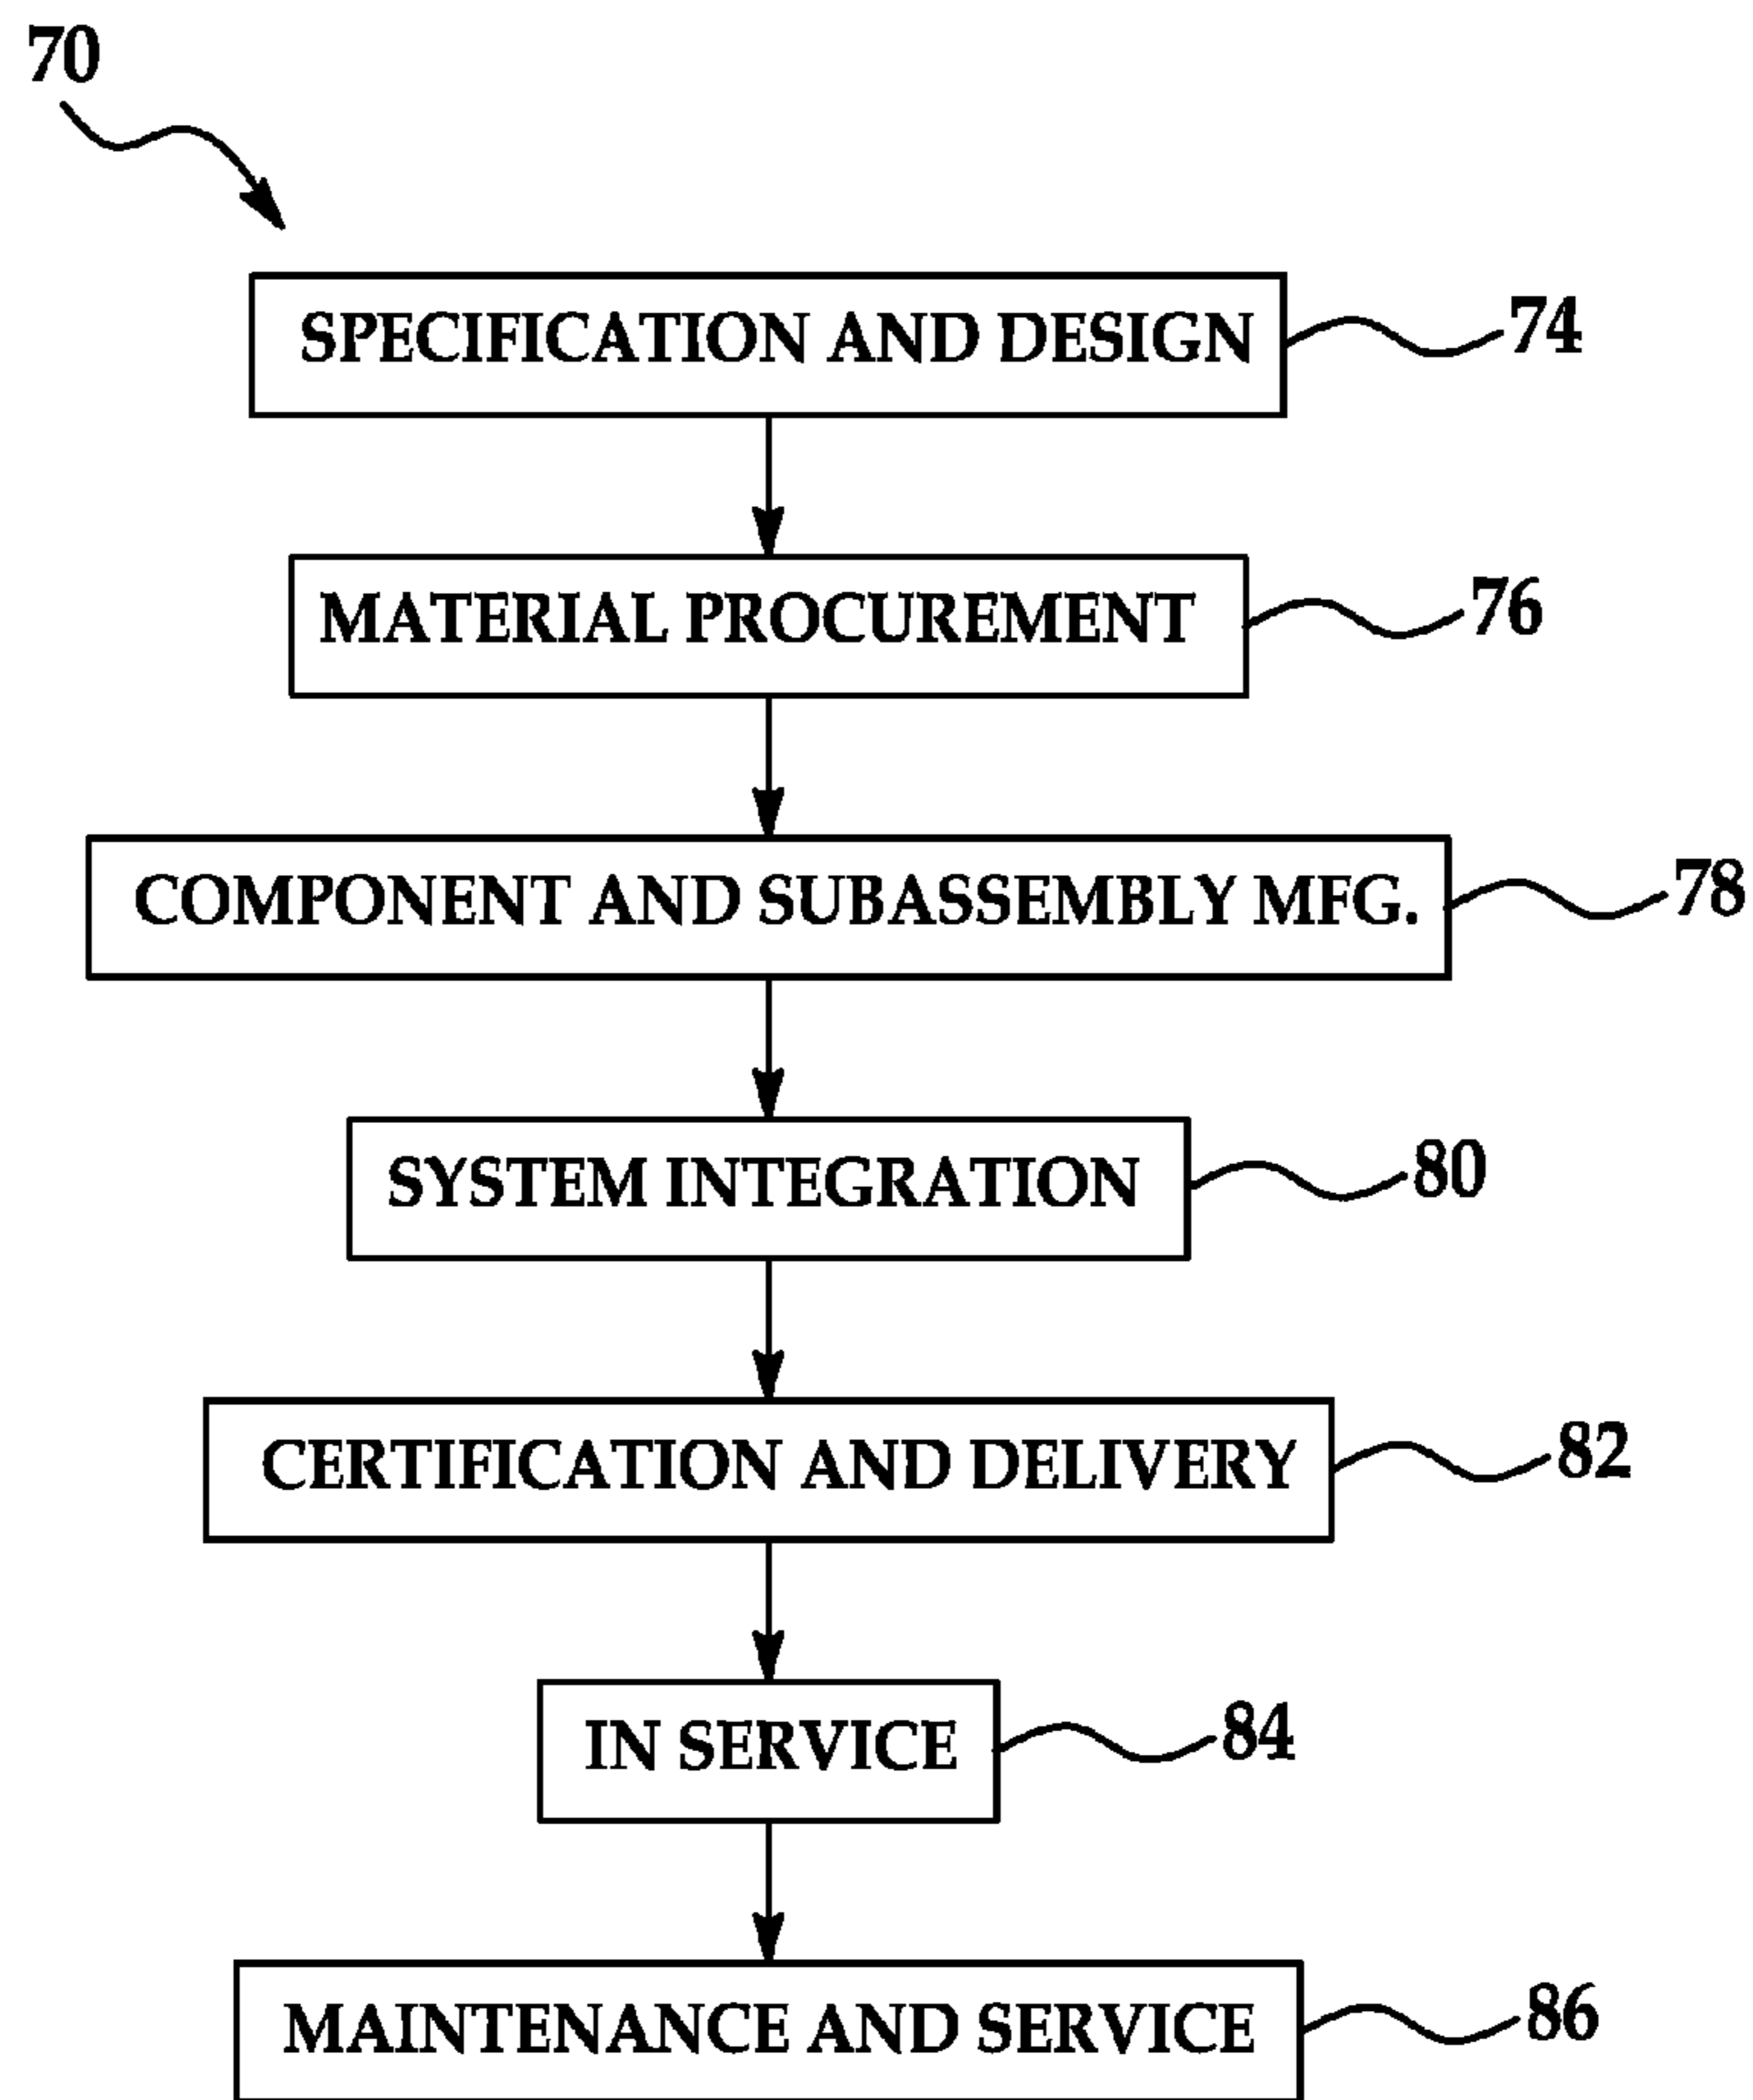 70
SPECIFICATION AND DESIGN 74
MATERIAL PROCUREMENT 76
COMPONENT AND SUBASSEMBLY MFG. 78
SYSTEM INTEGRATION 80
CERTIFICATION AND DELIVERY 82
IN SERVICE 84
MAINTENANCE AND SERVICE 86